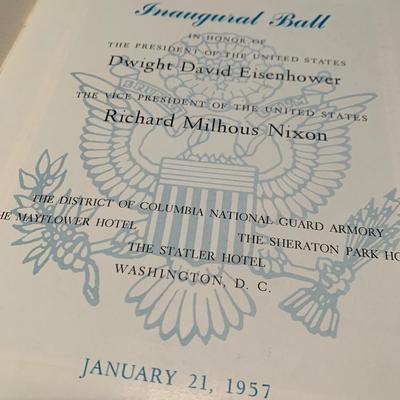 Inaugural Ball
IN HONOR OF
THE PRESIDENT OF THE UNITED STATES
Dwight David Eisenhower
THE VICE PRESIDENT OF THE UNITED STATES
Richard Milhous Nixon
THE DISTRICT OF COLUMBIA NATIONAL GUARD ARMORY
HE MAYFLOWER HOTEL THE SHERATON PARK HO
THE STATLER HOTEL
WASHINGTON, D. C.
JANUARY 21, 1957